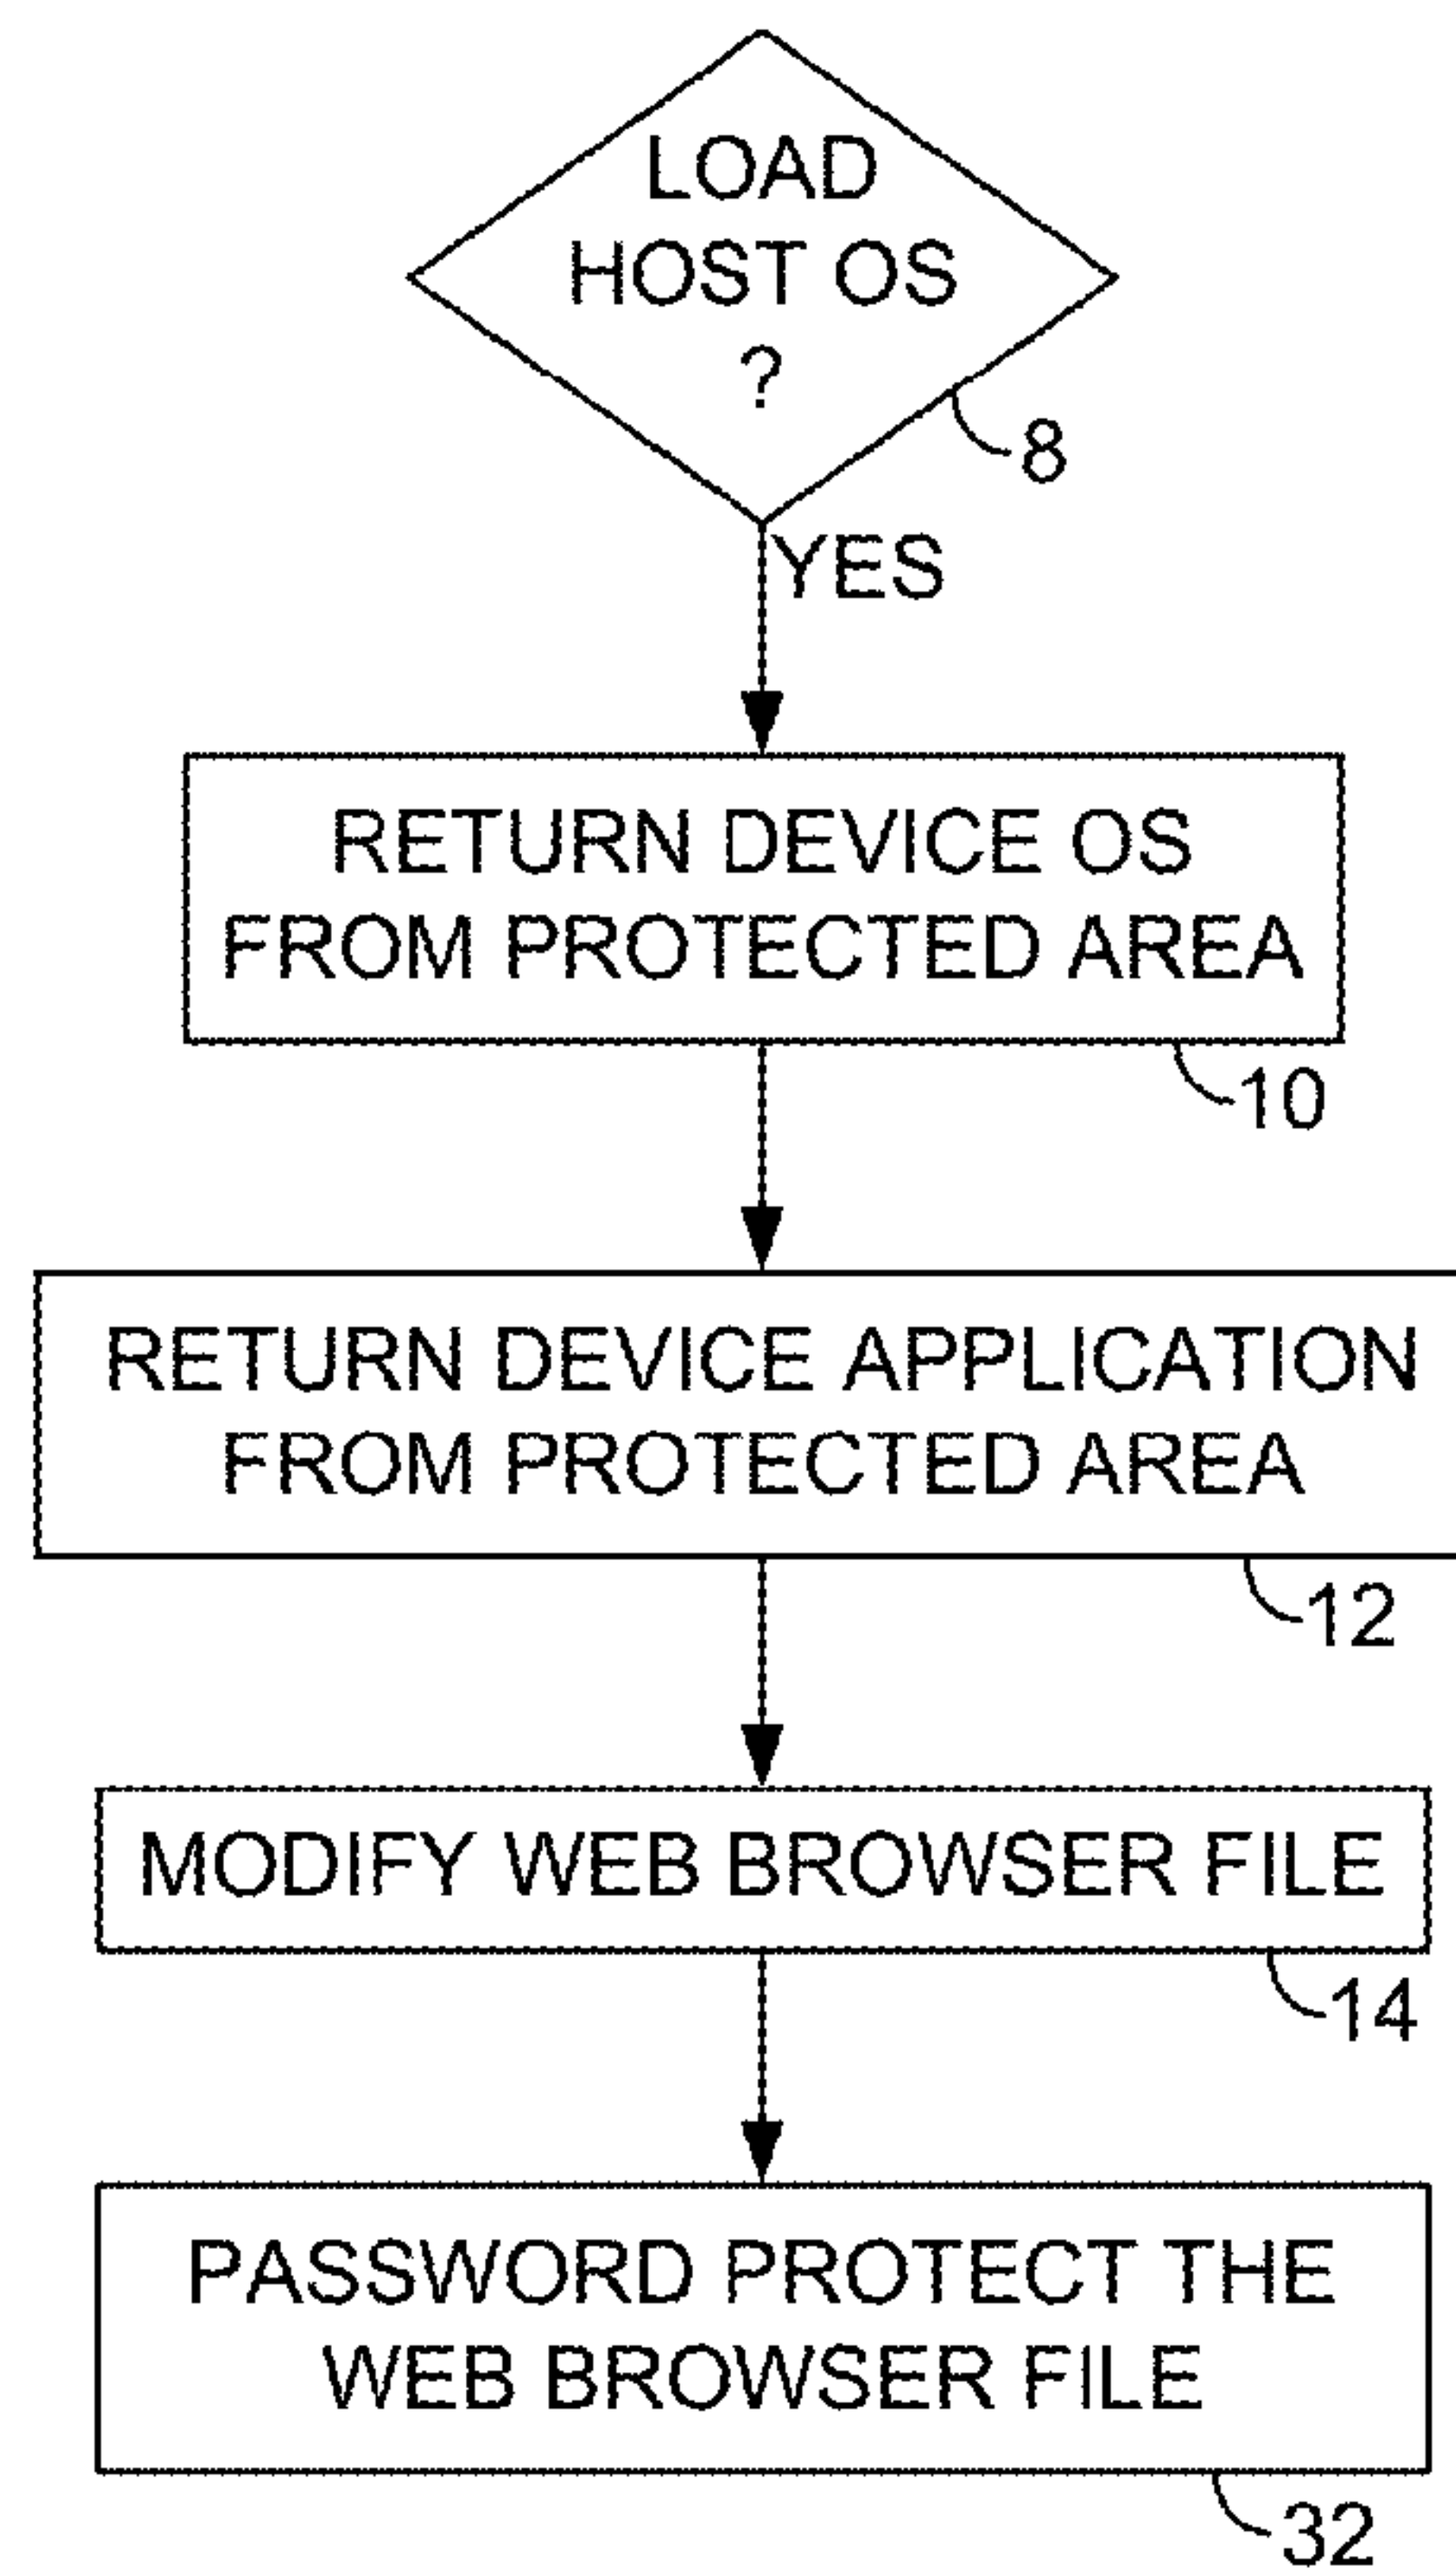 LOAD
HOST OS
?
8
YES
RETURN DEVICE OS
FROM PROTECTED AREA
10
RETURN DEVICE APPLICATION
FROM PROTECTED AREA
12
MODIFY WEB BROWSER FILE
14
PASSWORD PROTECT THE
WEB BROWSER FILE
32